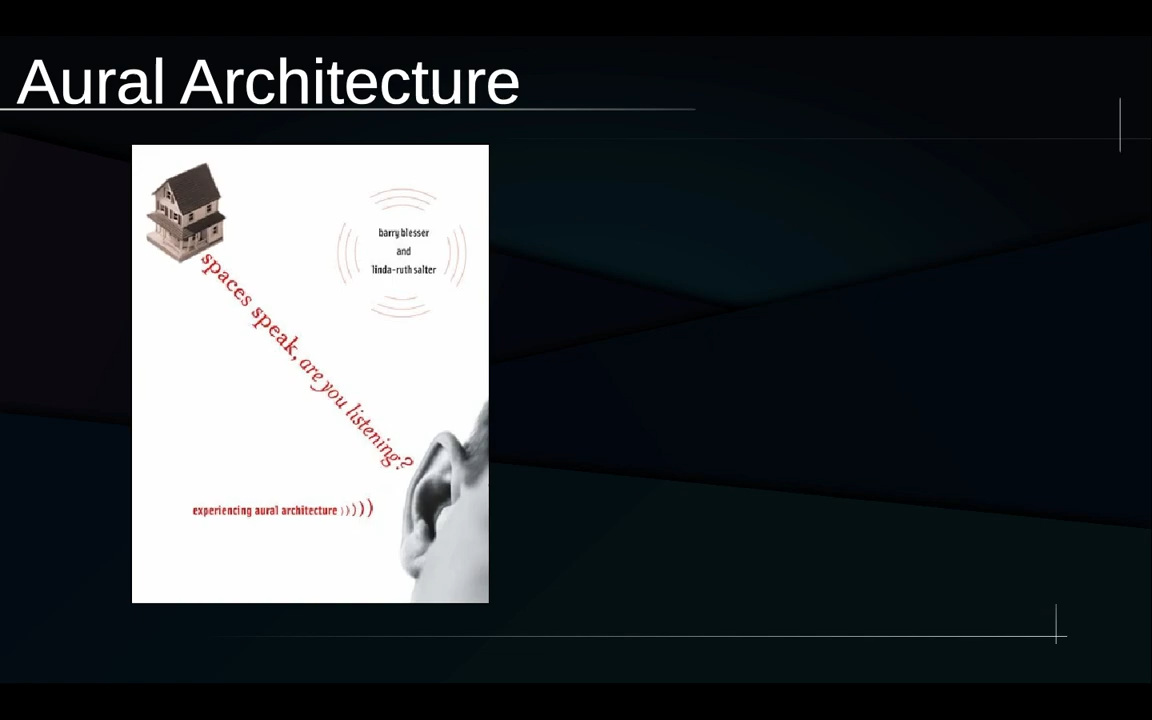 Aural Architecture
barry blesser
and
linda-ruth salter
spaces speak, are you listening?
experiencing aural architecture )))))